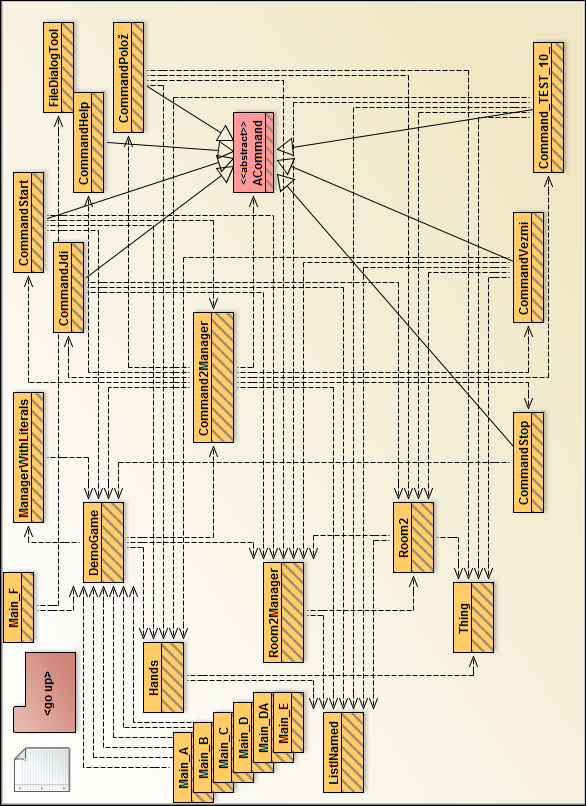 Main_F
ManagerWithLiterals
CommandStart
<go up>
FileDialogTool
CommandJdi
CommandHelp
DemoGame
CommandPolož
Hands
Main_A
Main_B
Command2Manager
Main_C
Main_D
<<abstract>>
ACommand
Main_DA
Room2Manager
Main_E
ListNamed
Room2
Thing
CommandStop
CommandVezmi
Command_TEST_10_